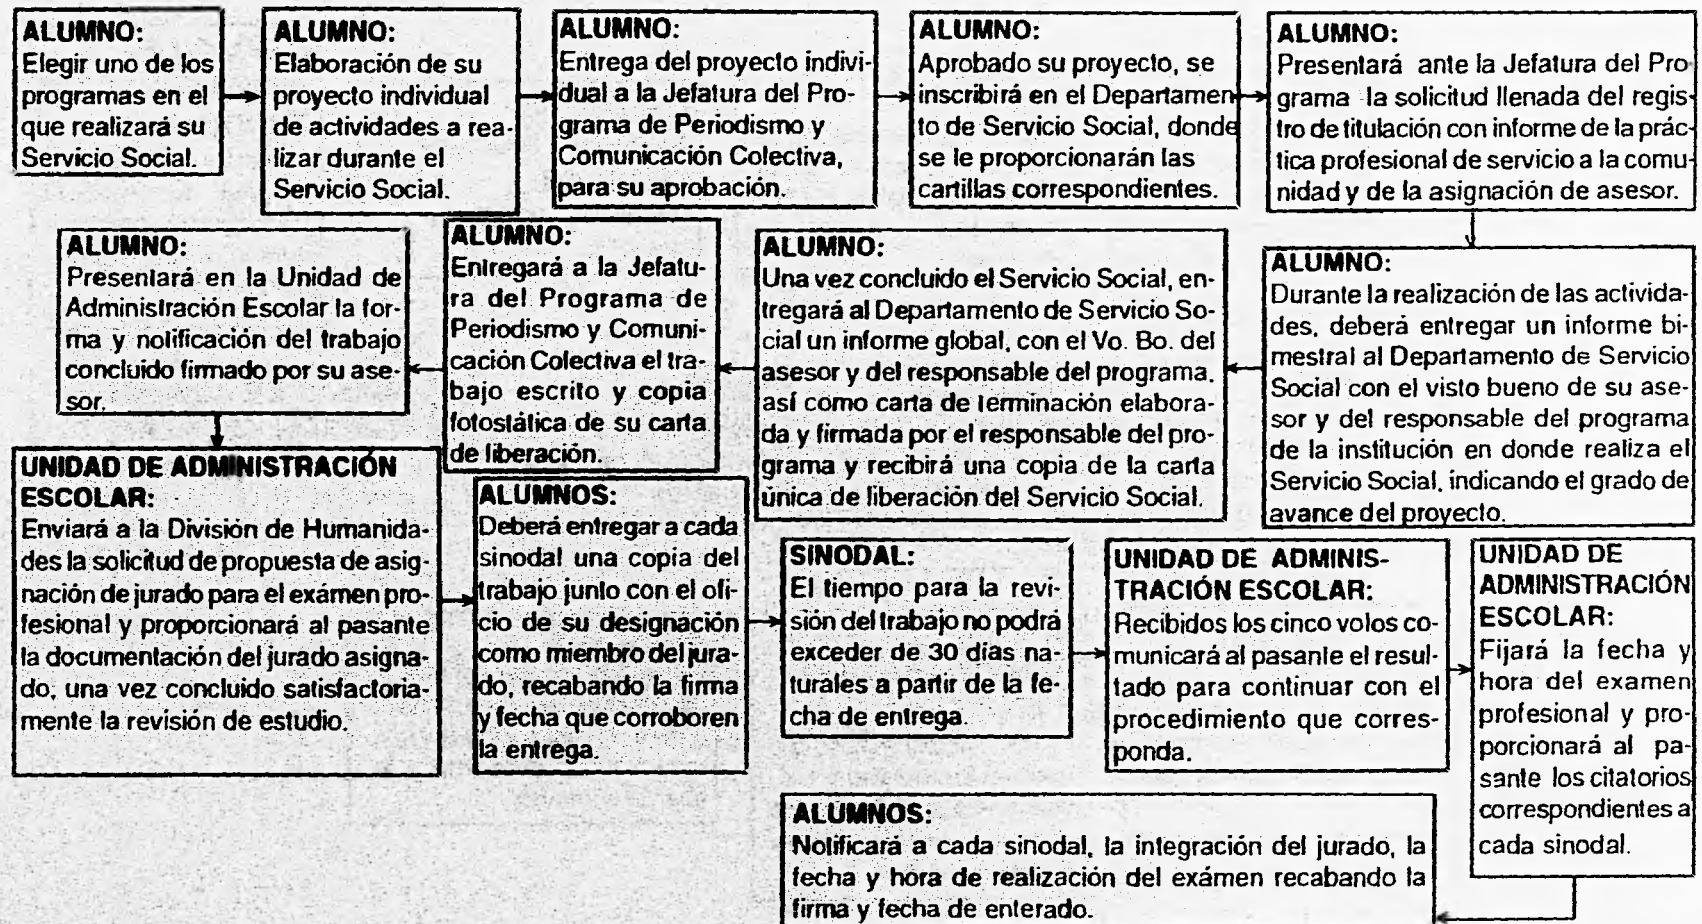 ALUMNO:
Elegir uno de los
programas en el
que realizará su
Servicio Social.
ALUMNO:
Elaboración de su
proyecto individual
de actividades a rea-
lizar durante el
Servicio Social.
ALUMNO:
Entrega del proyecto indivi-
dual a la Jefatura del Pro-
grama de Periodismo y
Comunicación Colectiva,
para su aprobación.
ALUMNO:
Aprobado su proyecto, se
inscribirá en el Departamen-
to de Servicio Social, donde
se le proporcionarán las
cartillas correspondientes.
ALUMNO:
Presentará ante la Jefatura del Pro-
grama la solicitud llenada del regis-
tro de titulación con informe de la prác-
tica profesional de servicio a la comu-
nidad y de la asignación de asesor.
ALUMNO:
Durante la realización de las activida-
des, deberá entregar un informe bi-
mestral al Departamento de Servicio
Social con el visto bueno de su ase-
sor y del responsable del programa
de la institución en donde realiza el
Servicio Social, indicando el grado de
avance del proyecto.
ALUMNO:
Una vez concluido el Servicio Social, en-
tregará al Departamento de Servicio So-
cial un informe global, con el Vo. Bo. del
asesor y del responsable del programa.
así como carta de terminación elabora-
da y firmada por el responsable del pro-
grama y recibirá una copia de la carta
única de liberación del Servicio Social.
ALUMNO:
Entregará a la Jefatu-
ra del Programa de
Periodismo y Comuni-
cación Colectiva el tra-
bajo escrito y copia
fotostática de su carta
de liberación.
ALUMNO:
Presentará en la Unidad de
Administración Escolar la for-
ma y notificación del trabajo
concluido firmado por su ase-
sor.
UNIDAD DE ADMINISTRACIÓN
ESCOLAR:
Enviará a la División de Humanida-
des la solicitud de propuesta de asig-
nación de jurado para el exámen pro-
fesional y proporcionará al pasante
la documentación del jurado asigna-
do, una vez concluido satisfactoria-
mente la revisión de estudio.
ALUMNOS:
Deberá entregar a cada
sinodal una copia del
trabajo junto con el ofi-
cio de su designación
como miembro del jura-
do, recabando la firma
y fecha que corroboren
la entrega.
SINODAL:
El tiempo para la revi-
sión del trabajo no podrá
exceder de 30 días na-
turales a partir de la fe-
cha de entrega.
UNIDAD DE ADMINIS-
TRACIÓN ESCOLAR:
Recibidos los cinco votos co-
municará al pasante el resul-
tado para continuar con el
procedimiento que corres-
ponda.
UNIDAD DE
ADMINISTRACIÓN
ESCOLAR:
Fijará la fecha y
hora del examen
profesional y pro-
porcionará al pa-
sante los citatorios
correspondientes a
cada sinodal.
ALUMNOS:
Notificará a cada sinodal, la integración del jurado, la
fecha y hora de realización del exámen recabando la
firma y fecha de enterado.